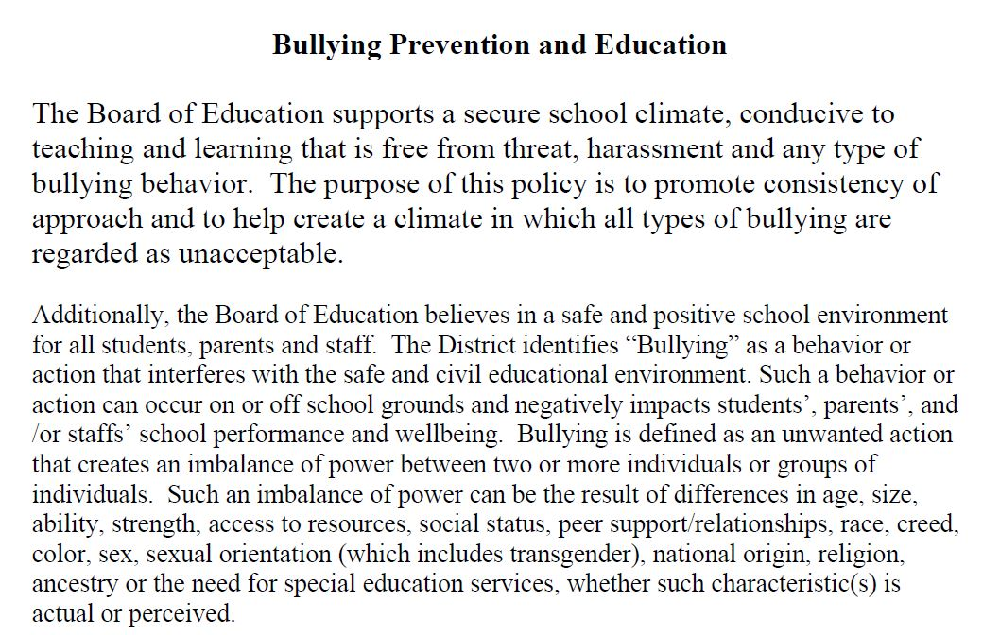 Bullying Prevention and Education
The Board of Education supports a secure school climate, conducive to
teaching and learning that is free from threat, harassment and any type of
bullying behavior.  The purpose of this policy is to promote consistency of
approach and to help create a climate in which all types of bullying are
regarded as unacceptable.
Additionally, the Board of Education believes in a safe and positive school environment
for all students, parents and staff.  The District identifies “Bullying” as a behavior or
action that interferes with the safe and civil educational environment. Such a behavior or
action can occur on or off school grounds and negatively impacts students’, parents’, and
/or staffs’ school performance and wellbeing.  Bullying is defined as an unwanted action
that creates an imbalance of power between two or more individuals or groups of
individuals.  Such an imbalance of power can be the result of differences in age, size,
ability, strength, access to resources, social status, peer support/relationships, race, creed,
color, sex, sexual orientation (which includes transgender), national origin, religion,
ancestry or the need for special education services, whether such characteristic(s) is
actual or perceived.